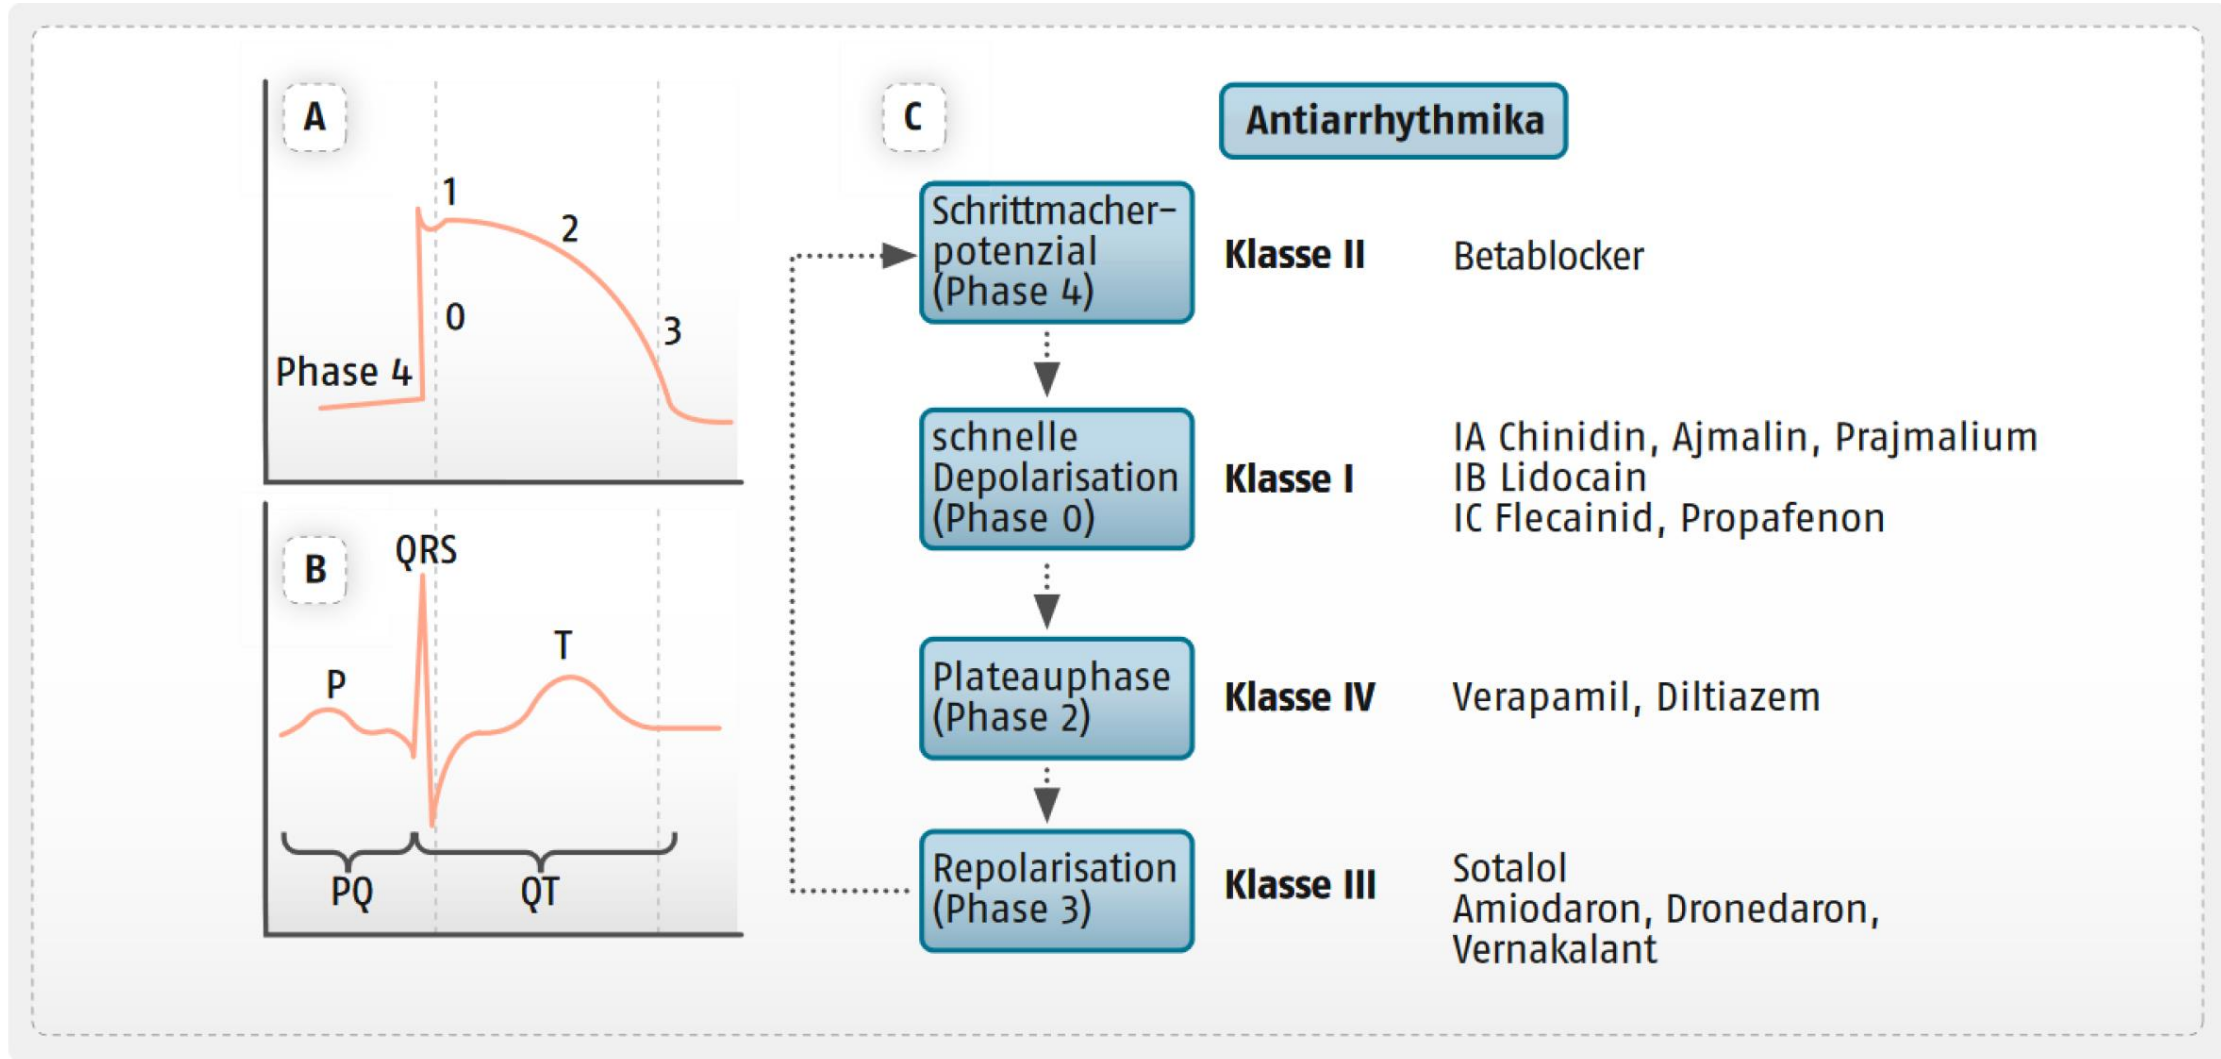 A
1
2
0
3
Phase 4
B
QRS
P
T
PQ
QT
C
Antiarrhythmika
Schrittmacher-
potenzial
(Phase 4)
Klasse II
Betablocker
schnelle
Depolarisation
(Phase 0)
Klasse I
IA Chinidin, Ajmalin, Prajmalium
IB Lidocain
IC Flecainid, Propafenon
Plateauphase
(Phase 2)
Klasse IV
Verapamil, Diltiazem
Repolarisation
(Phase 3)
Klasse III
Sotalol
Amiodaron, Dronedaron,
Vernakalant